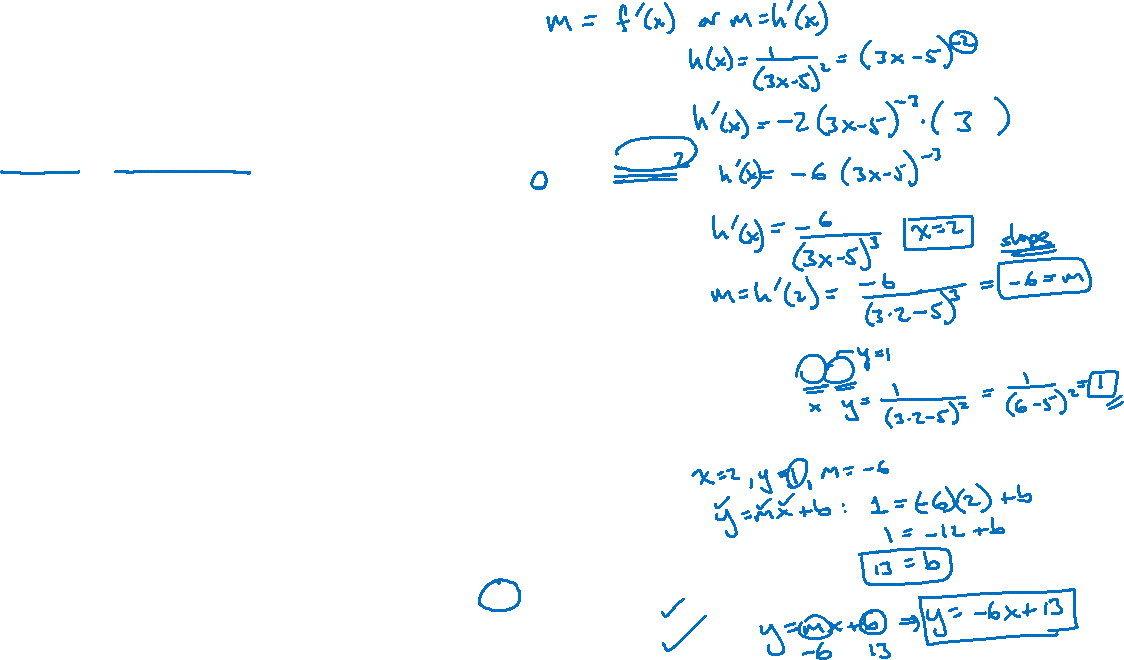 m = f'(x) or m = h'(x)
h(x) = 1/(3x-5)² = (3x-5)⁻²
h'(x) = -2(3x-5)⁻³·(3)
2
h'(x) = -6(3x-5)⁻³
h'(x) = -6/(3x-5)³ x=2
slope
m = h'(2) = -6/(3·2-5)³ = -6 = m
y=1
x y = 1/(3·2-5)² = 1/(6-5)² = 1
x=2, y=1, m=-6
y = mx+b : 1 = (-6)(2) + b
1 = -12 + b
13 = b
y = mx+b ⇒ y = -6x+13
-6 13